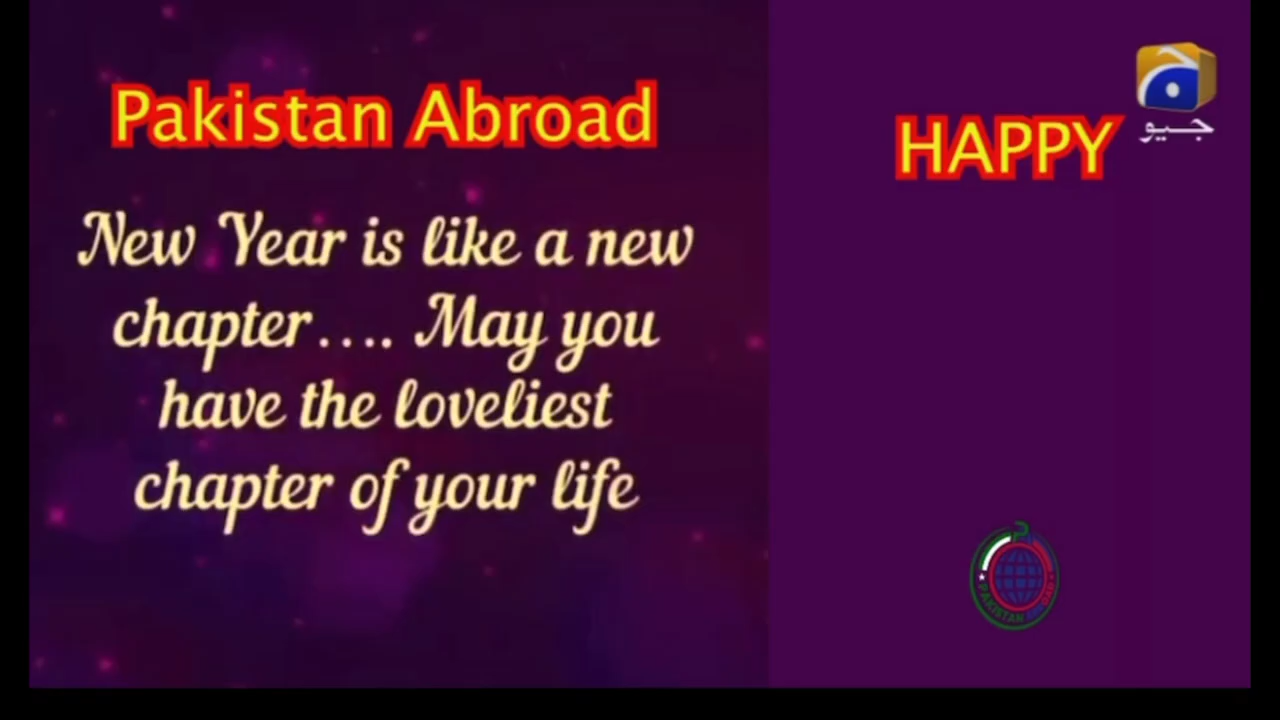 Pakistan Abroad
New Year is like a new
chapter.... May you
have the loveliest
chapter of your life
HAPPY
جیو
PAKISTAN